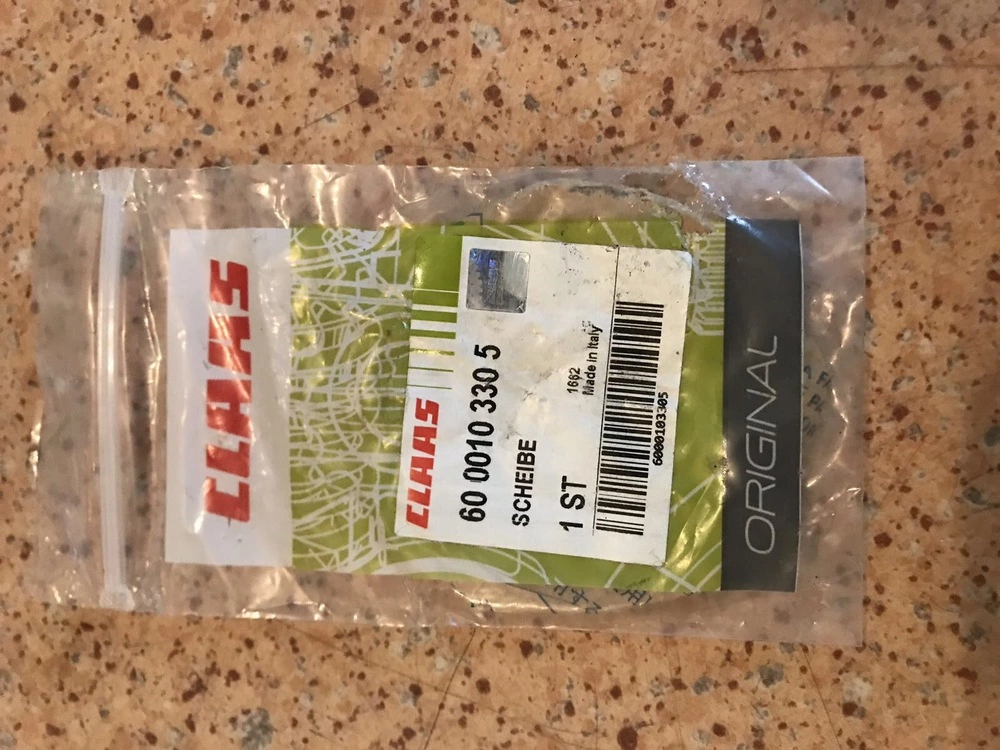 CLAAS
CLAAS
60 0010 330 5
SCHEIBE
1 ST
1662
Made in Italy
6000103305
ORIGINAL